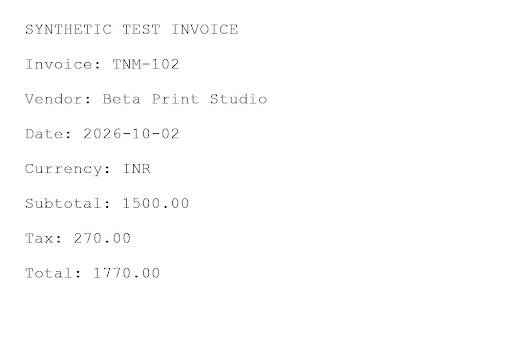 SYNTHETIC TEST INVOICE
Invoice: TNM-102
Vendor: Beta Print Studio
Date: 2026-10-02
Currency: INR
Subtotal: 1500.00
Tax: 270.00
Total: 1770.00